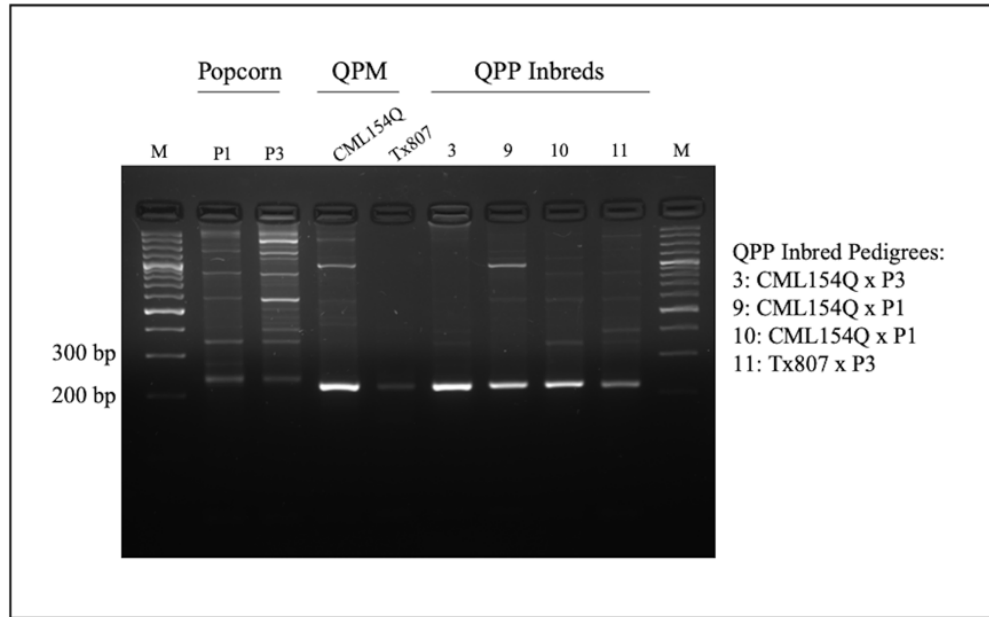 Popcorn QPM QPP Inbreds
M P1 P3 CML154Q Tx807 3 9 10 11 M
QPP Inbred Pedigrees:
3: CML154Q x P3
9: CML154Q x P1
10: CML154Q x P1
11: Tx807 x P3
300 bp
200 bp